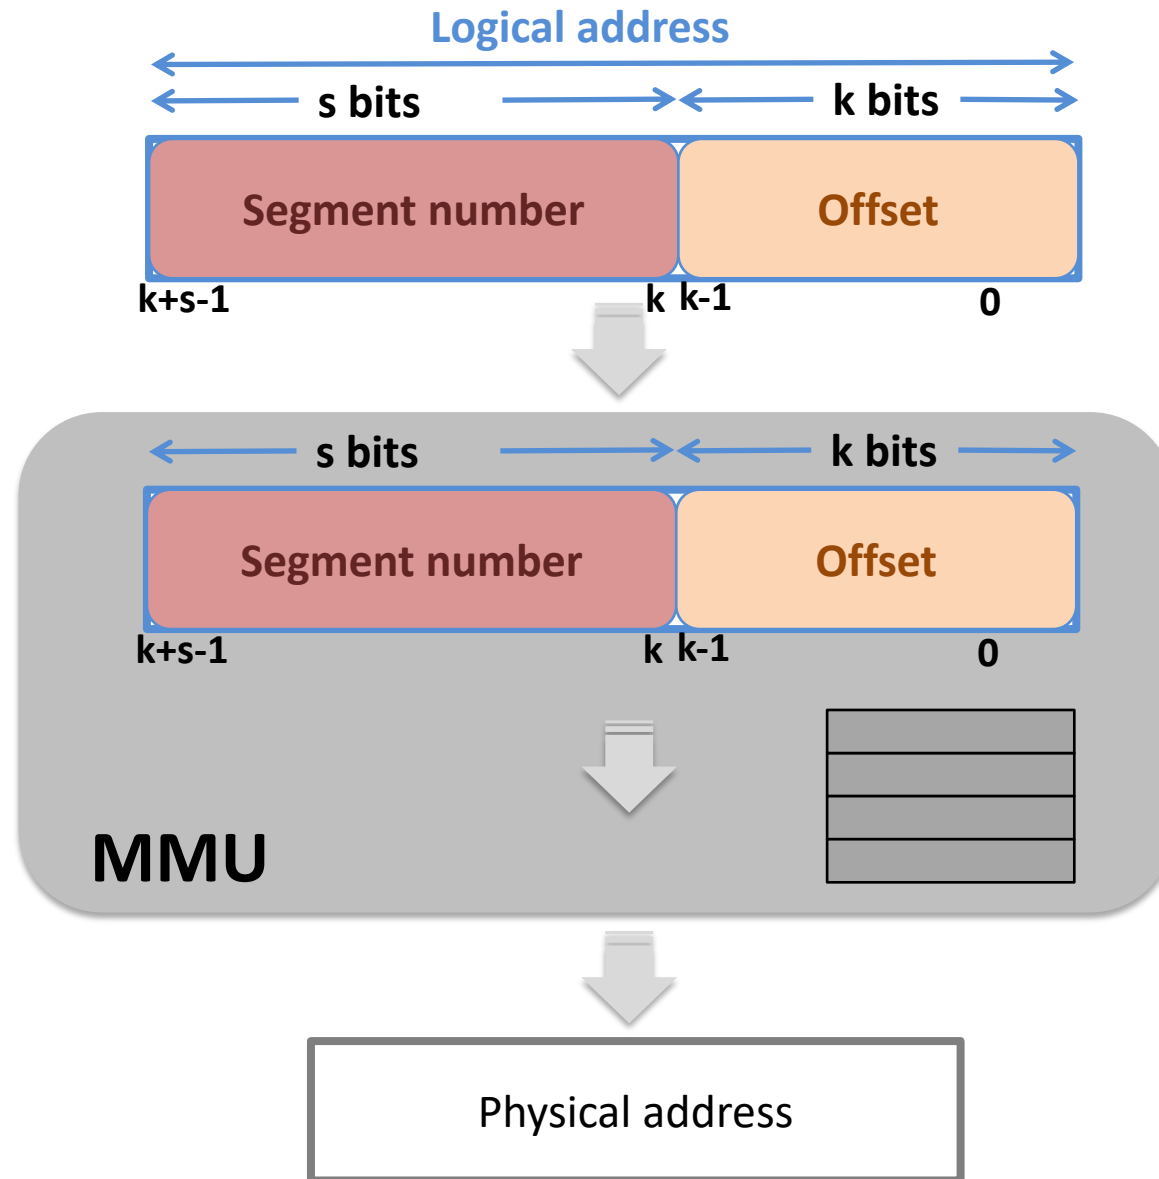 Logical address
s bits k bits
Segment number Offset
k+s-1 k k-1 0
s bits k bits
Segment number Offset
k+s-1 k k-1 0
MMU
Physical address